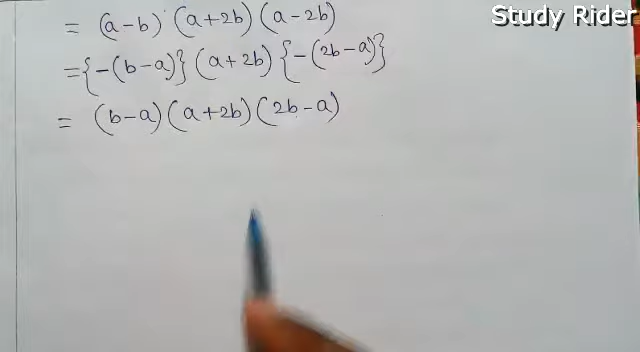 Study Rider
= (a-b) (a+2b) (a-2b)
= {-(b-a)} (a+2b) {-(2b-a)}
= (b-a) (a+2b) (2b-a)